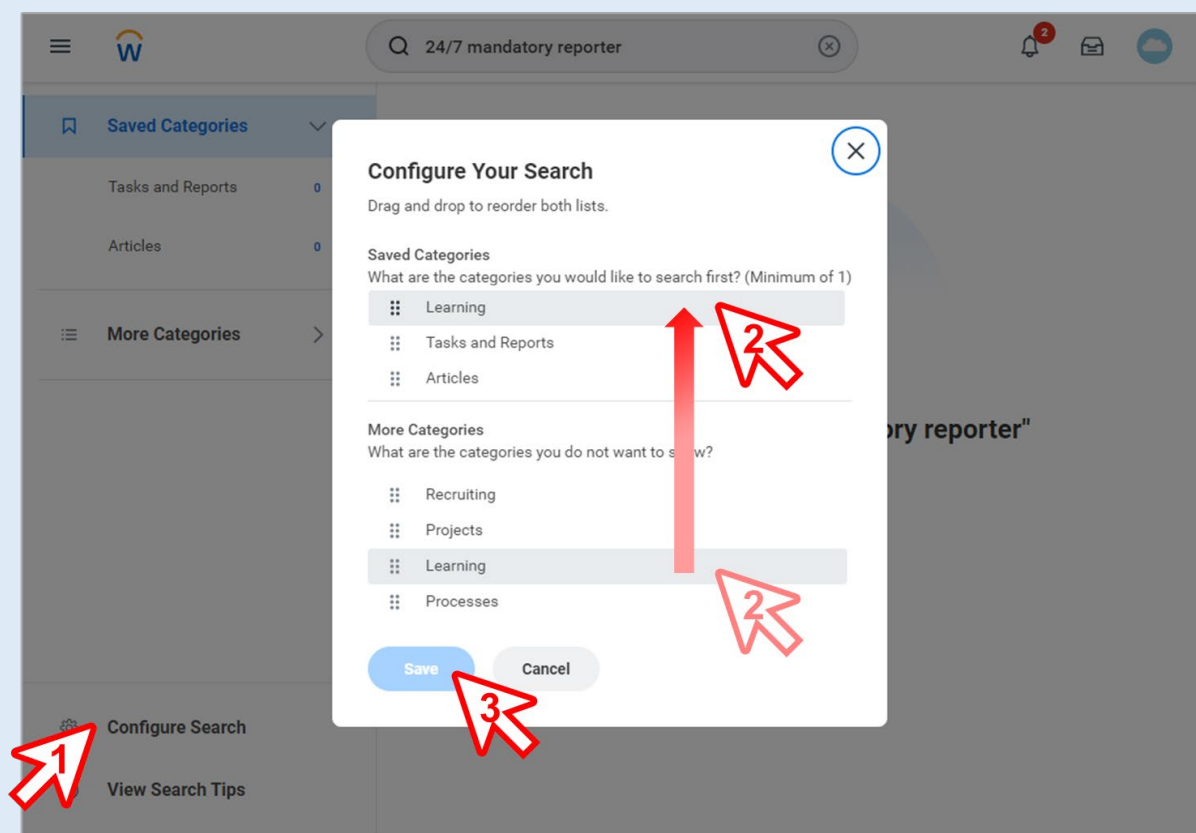 24/7 mandatory reporter
2
Saved Categories
Tasks and Reports 0
Articles 0
More Categories
Configure Search
View Search Tips
Configure Your Search
Drag and drop to reorder both lists.
Saved Categories
What are the categories you would like to search first? (Minimum of 1)
Learning
Tasks and Reports
Articles
More Categories
What are the categories you do not want to w?
Recruiting
Projects
Learning
Processes
Save Cancel
ory reporter"
1
2
2
3